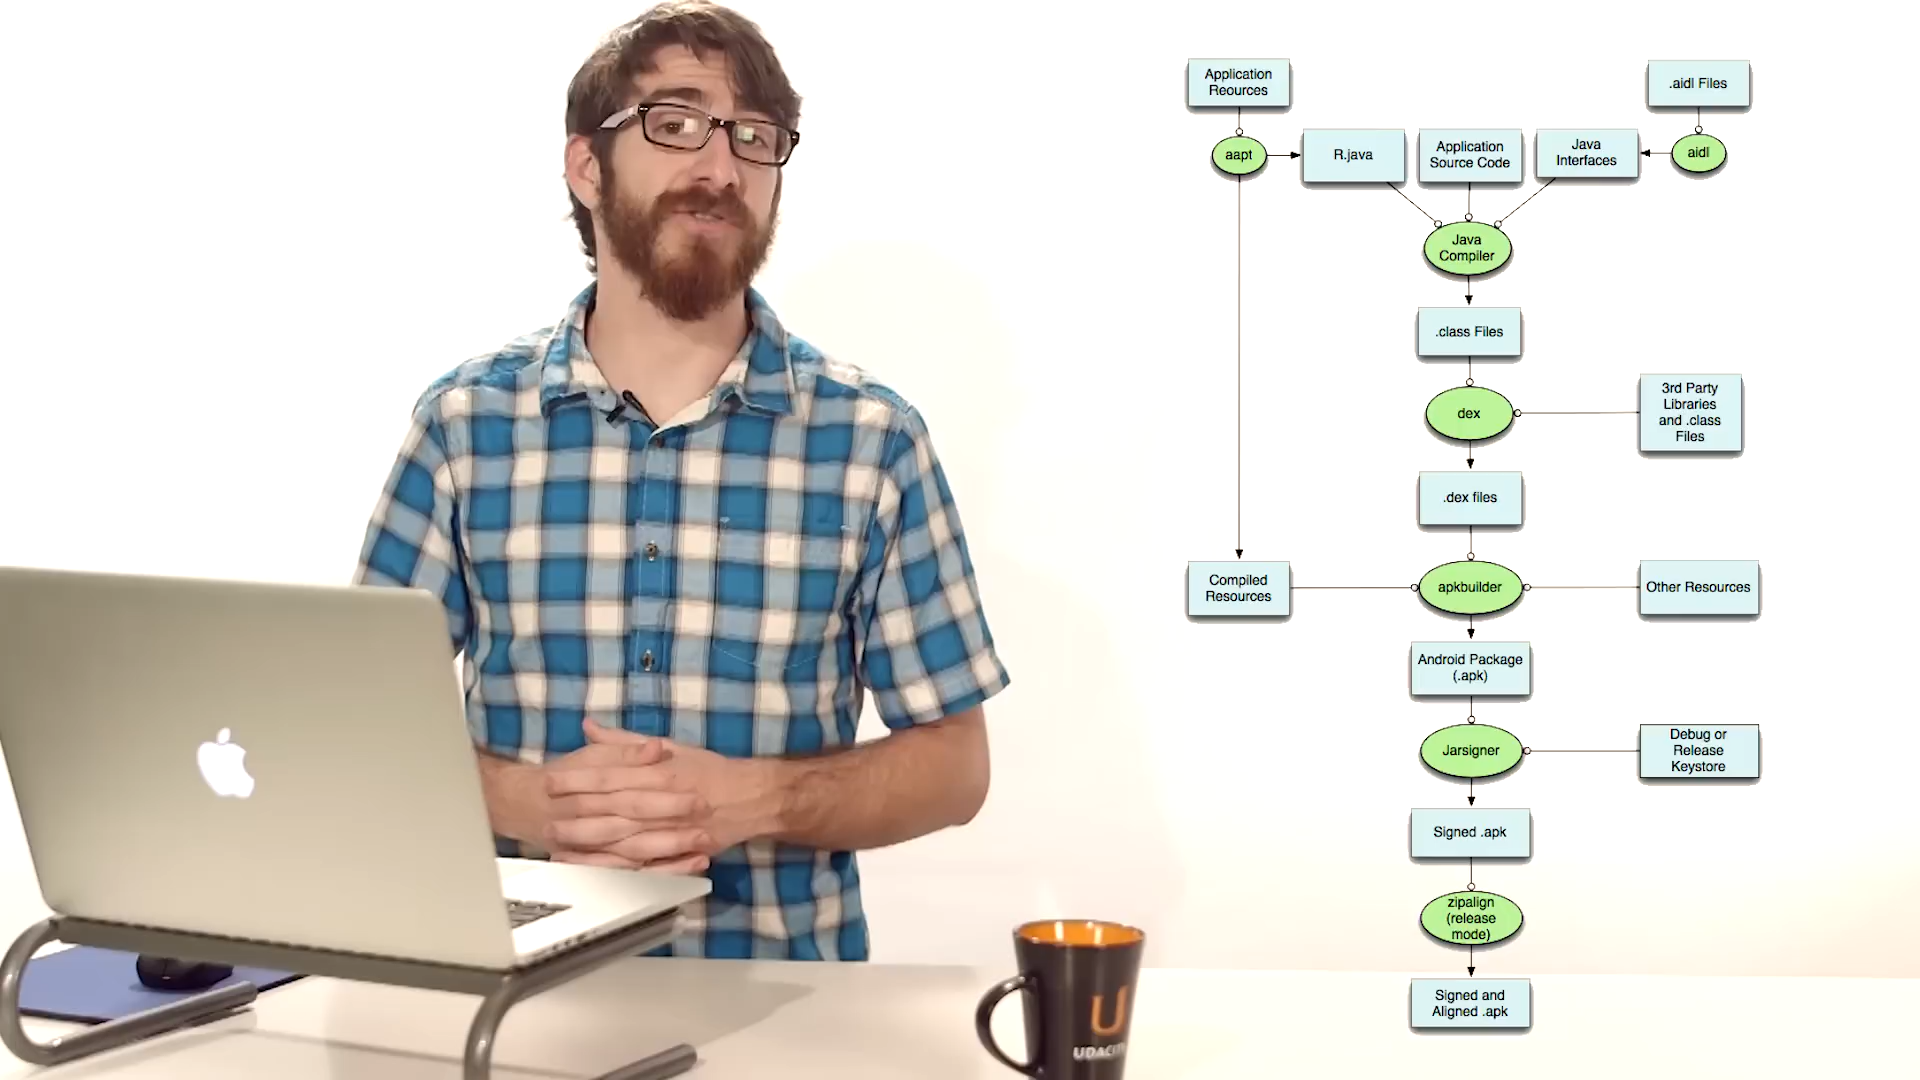 Application
Reources
.aidl Files
aapt
R.java
Application
Source Code
Java
Interfaces
aidl
Java
Compiler
.class Files
dex
3rd Party
Libraries
and .class
Files
.dex files
Compiled
Resources
apkbuilder
Other Resources
Android Package
(.apk)
Jarsigner
Debug or
Release
Keystore
Signed .apk
zipalign
(release
mode)
Signed and
Aligned .apk
U
UDACI